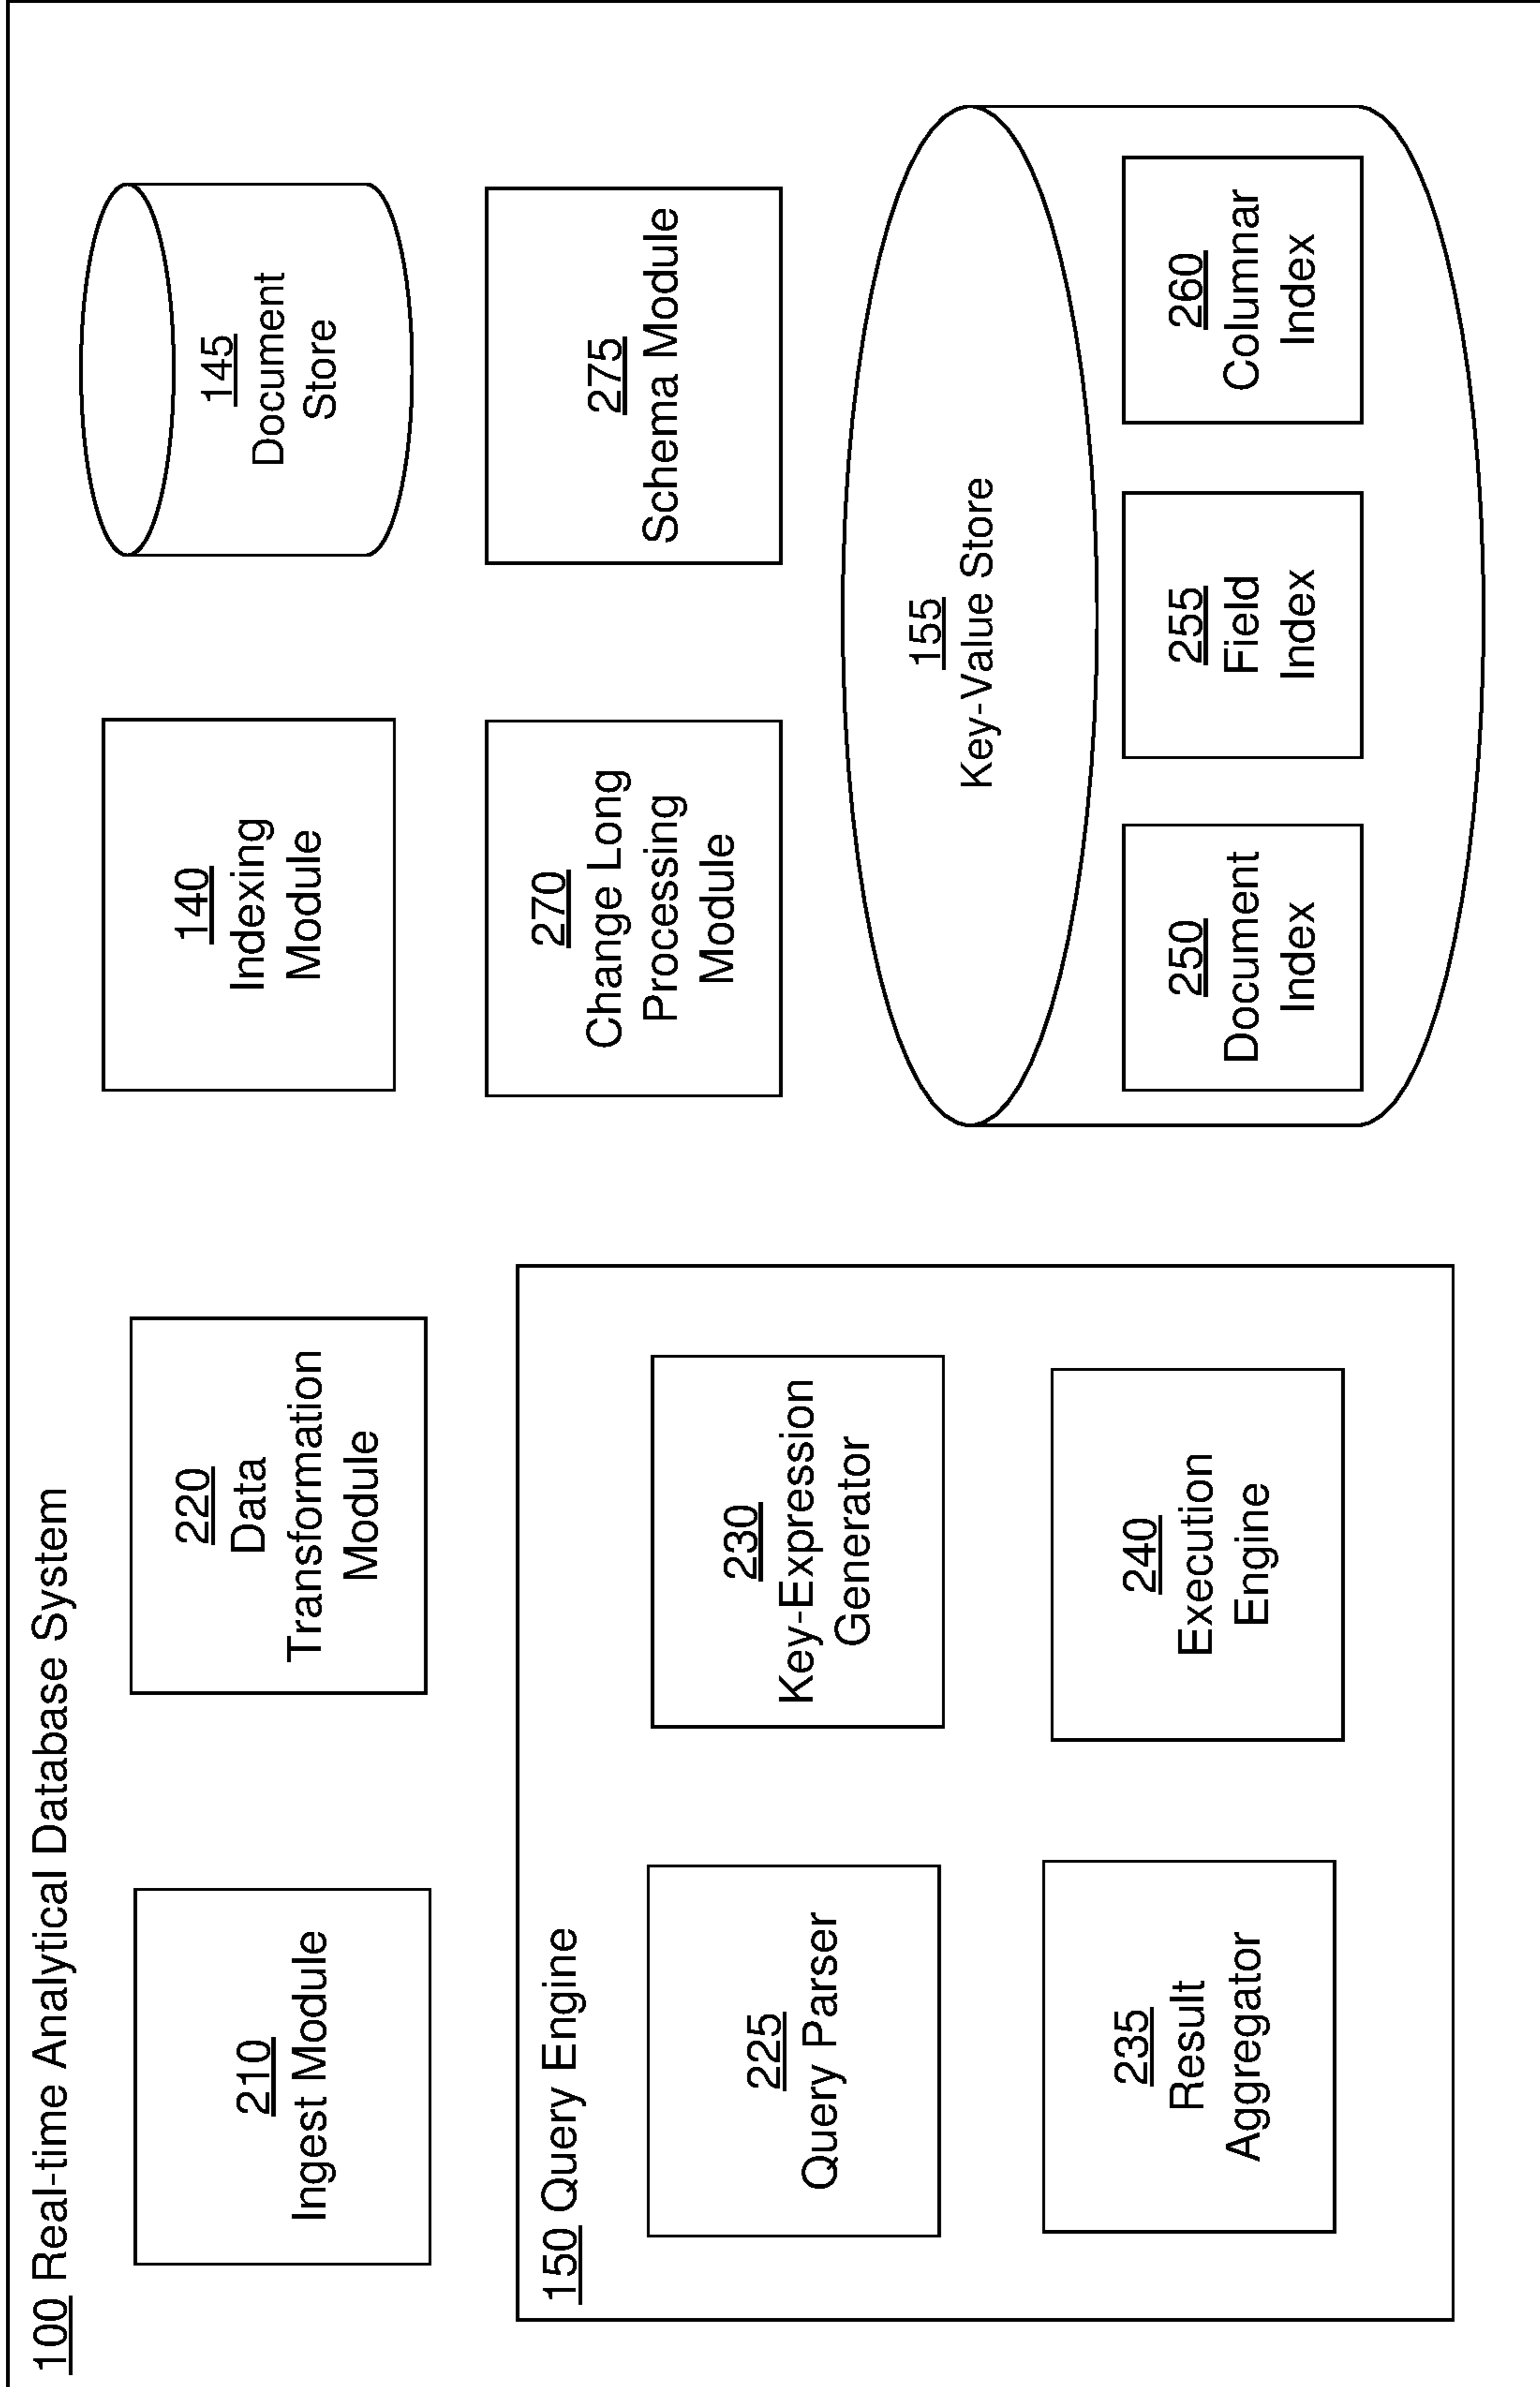 100 Real-time Analytical Database System
210
Ingest Module
220
Data
Transformation
Module
140
Indexing
Module
145
Document
Store
150 Query Engine
225
Query Parser
230
Key-Expression
Generator
235
Result
Aggregator
240
Execution
Engine
270
Change Long
Processing
Module
275
Schema Module
155
Key-Value Store
250
Document
Index
255
Field
Index
260
Columnar
Index